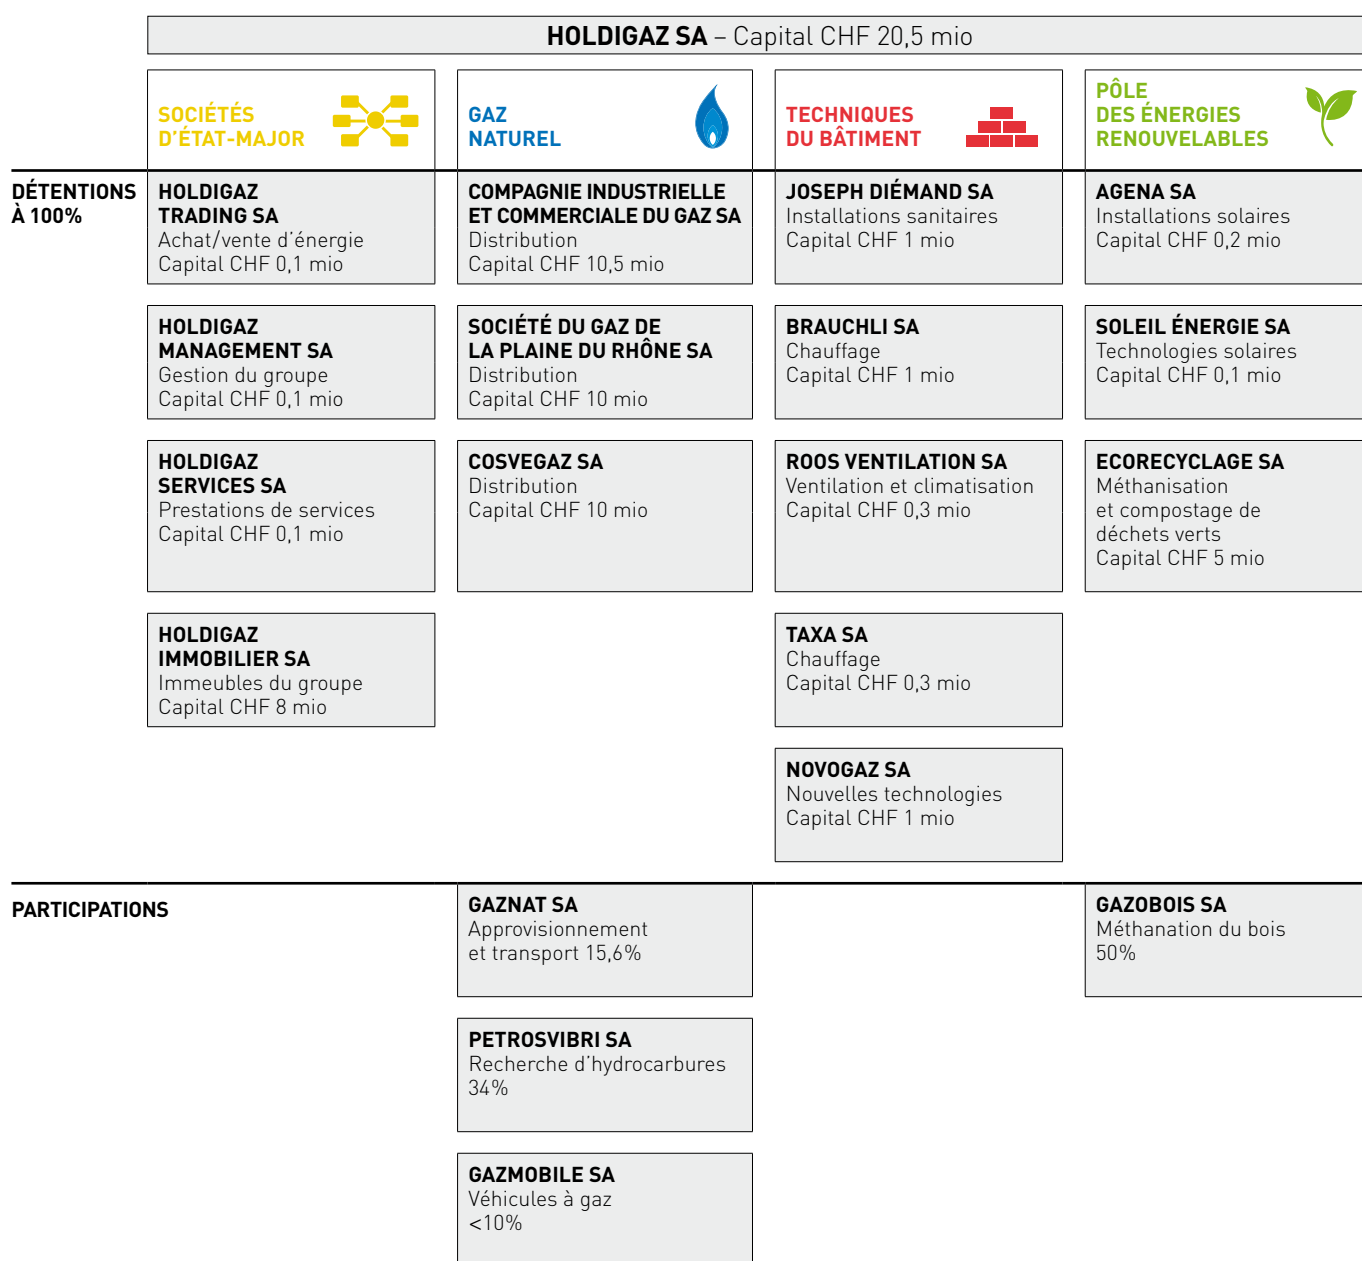 HOLDIGAZ SA – Capital CHF 20,5 mio
SOCIÉTÉS
D'ÉTAT-MAJOR
GAZ
NATUREL
TECHNIQUES
DU BÂTIMENT
PÔLE
DES ÉNERGIES
RENOUVELABLES
DÉTENTIONS
À 100%
HOLDIGAZ
TRADING SA
Achat/vente d'énergie
Capital CHF 0,1 mio
COMPAGNIE INDUSTRIELLE
ET COMMERCIALE DU GAZ SA
Distribution
Capital CHF 10,5 mio
JOSEPH DIÉMAND SA
Installations sanitaires
Capital CHF 1 mio
AGENA SA
Installations solaires
Capital CHF 0,2 mio
HOLDIGAZ
MANAGEMENT SA
Gestion du groupe
Capital CHF 0,1 mio
SOCIÉTÉ DU GAZ DE
LA PLAINE DU RHÔNE SA
Distribution
Capital CHF 10 mio
BRAUCHLI SA
Chauffage
Capital CHF 1 mio
SOLEIL ÉNERGIE SA
Technologies solaires
Capital CHF 0,1 mio
HOLDIGAZ
SERVICES SA
Prestations de services
Capital CHF 0,1 mio
COSVEGAZ SA
Distribution
Capital CHF 10 mio
ROOS VENTILATION SA
Ventilation et climatisation
Capital CHF 0,3 mio
ECORECYCLAGE SA
Méthanisation
et compostage de
déchets verts
Capital CHF 5 mio
HOLDIGAZ
IMMOBILIER SA
Immeubles du groupe
Capital CHF 8 mio
TAXA SA
Chauffage
Capital CHF 0,3 mio
NOVOGAZ SA
Nouvelles technologies
Capital CHF 1 mio
PARTICIPATIONS
GAZNAT SA
Approvisionnement
et transport 15,6%
GAZOBOIS SA
Méthanation du bois
50%
PETROSVIBRI SA
Recherche d'hydrocarbures
34%
GAZMOBILE SA
Véhicules à gaz
<10%